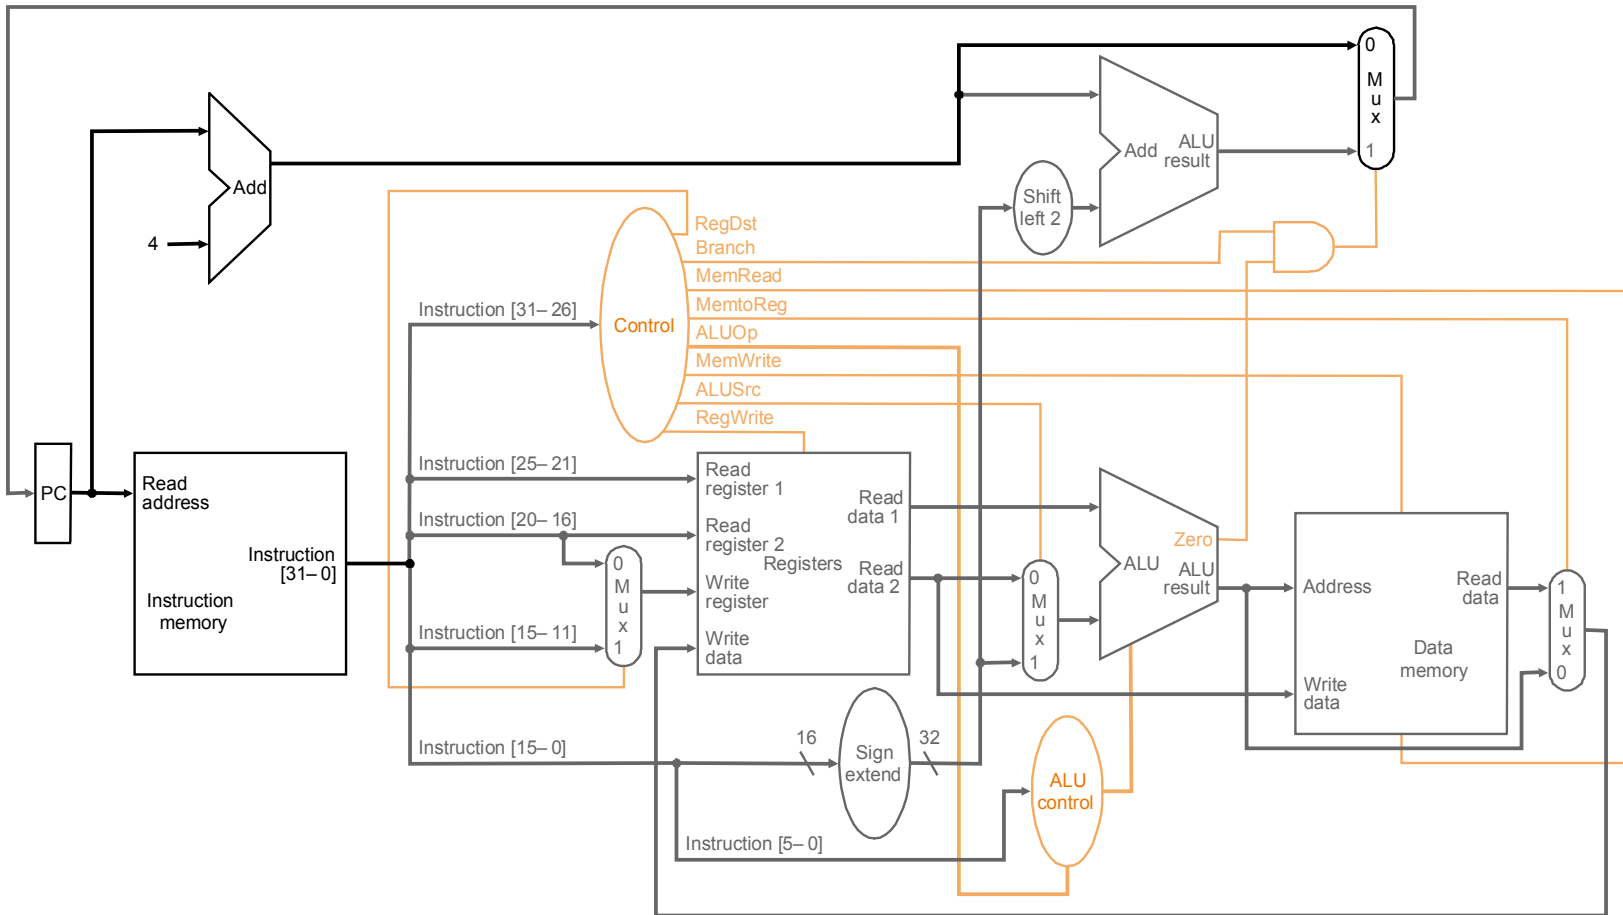 0
M
u
x
1
Add
ALU
result
Add
4
Shift
left 2
RegDst
Branch
MemRead
MemtoReg
ALUOp
MemWrite
ALUSrc
RegWrite
Control
Instruction [31–26]
PC
Read
address
Instruction
[31–0]
Instruction
memory
Instruction [25–21]
Instruction [20–16]
Instruction [15–11]
Instruction [15–0]
Instruction [5–0]
0
M
u
x
1
Read
register 1
Read
register 2
Write
register
Write
data
Registers
Read
data 1
Read
data 2
16
Sign
extend
32
0
M
u
x
1
Zero
ALU
ALU
result
ALU
control
Address
Write
data
Read
data
Data
memory
1
M
u
x
0